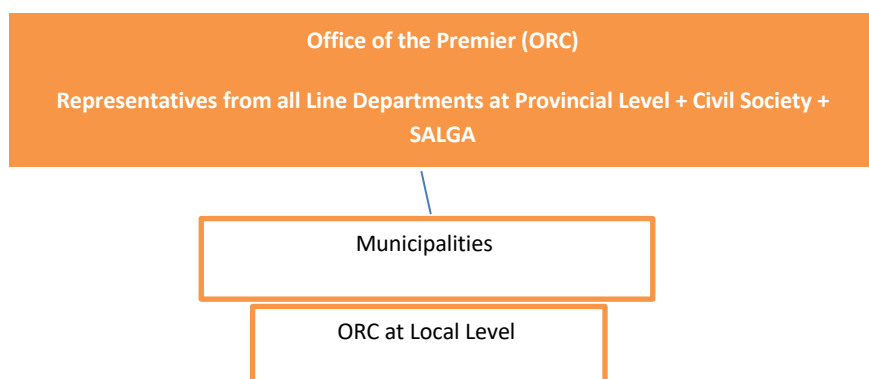 Office of the Premier (ORC)
Representatives from all Line Departments at Provincial Level + Civil Society +
SALGA
Municipalities
ORC at Local Level